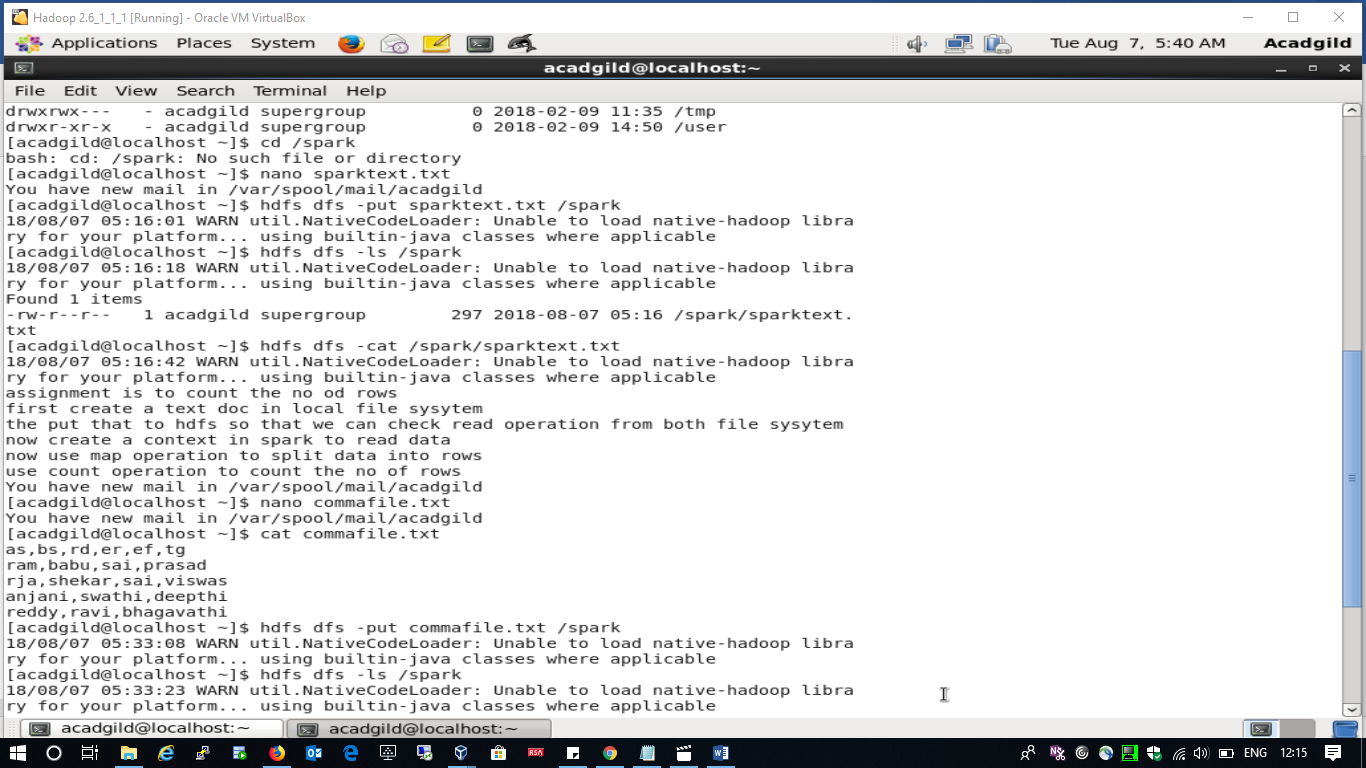 Hadoop 2.6_1_1_1 [Running] - Oracle VM VirtualBox
Applications Places System Tue Aug 7, 5:40 AM Acadgild
acadgild@localhost:~
File Edit View Search Terminal Help
drwxrwx--- - acadgild supergroup 0 2018-02-09 11:35 /tmp
drwxr-xr-x - acadgild supergroup 0 2018-02-09 14:50 /user
[acadgild@localhost ~]$ cd /spark
bash: cd: /spark: No such file or directory
[acadgild@localhost ~]$ nano sparktext.txt
You have new mail in /var/spool/mail/acadgild
[acadgild@localhost ~]$ hdfs dfs -put sparktext.txt /spark
18/08/07 05:16:01 WARN util.NativeCodeLoader: Unable to load native-hadoop libra
ry for your platform... using builtin-java classes where applicable
[acadgild@localhost ~]$ hdfs dfs -ls /spark
18/08/07 05:16:18 WARN util.NativeCodeLoader: Unable to load native-hadoop libra
ry for your platform... using builtin-java classes where applicable
Found 1 items
-rw-r--r-- 1 acadgild supergroup 297 2018-08-07 05:16 /spark/sparktext.
txt
[acadgild@localhost ~]$ hdfs dfs -cat /spark/sparktext.txt
18/08/07 05:16:42 WARN util.NativeCodeLoader: Unable to load native-hadoop libra
ry for your platform... using builtin-java classes where applicable
assignment is to count the no od rows
first create a text doc in local file sysytem
the put that to hdfs so that we can check read operation from both file sysytem
now create a context in spark to read data
now use map operation to split data into rows
use count operation to count the no of rows
You have new mail in /var/spool/mail/acadgild
[acadgild@localhost ~]$ nano commafile.txt
You have new mail in /var/spool/mail/acadgild
[acadgild@localhost ~]$ cat commafile.txt
as,bs,rd,er,ef,tg
ram,babu,sai,prasad
rja,shekar,sai,viswas
anjani,swathi,deepthi
reddy,ravi,bhagavathi
[acadgild@localhost ~]$ hdfs dfs -put commafile.txt /spark
18/08/07 05:33:08 WARN util.NativeCodeLoader: Unable to load native-hadoop libra
ry for your platform... using builtin-java classes where applicable
[acadgild@localhost ~]$ hdfs dfs -ls /spark
18/08/07 05:33:23 WARN util.NativeCodeLoader: Unable to load native-hadoop libra
ry for your platform... using builtin-java classes where applicable
acadgild@localhost:~ acadgild@localhost:~
RSA ENG 12:15